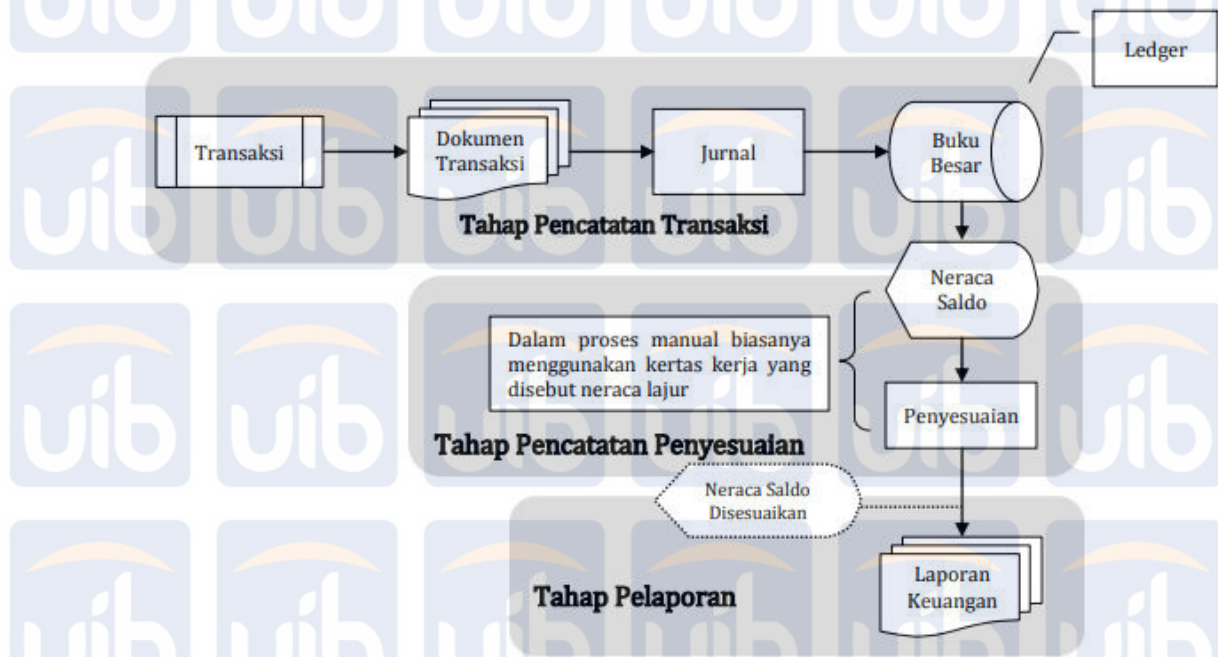 Ledger
Transaksi
Dokumen
Transaksi
Jurnal
Buku
Besar
Tahap Pencatatan Transaksi
Neraca
Saldo
Dalam proses manual biasanya
menggunakan kertas kerja yang
disebut neraca lajur
Penyesuaian
Tahap Pencatatan Penyesuaian
Neraca Saldo
Disesuaikan
Laporan
Keuangan
Tahap Pelaporan
uib